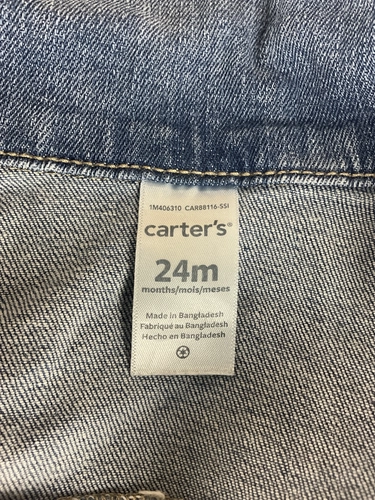 1M406310 CAR88116-SSI
carter's®
24m
months/mois/meses
Made in Bangladesh
Fabriqué au Bangladesh
Hecho en Bangladesh